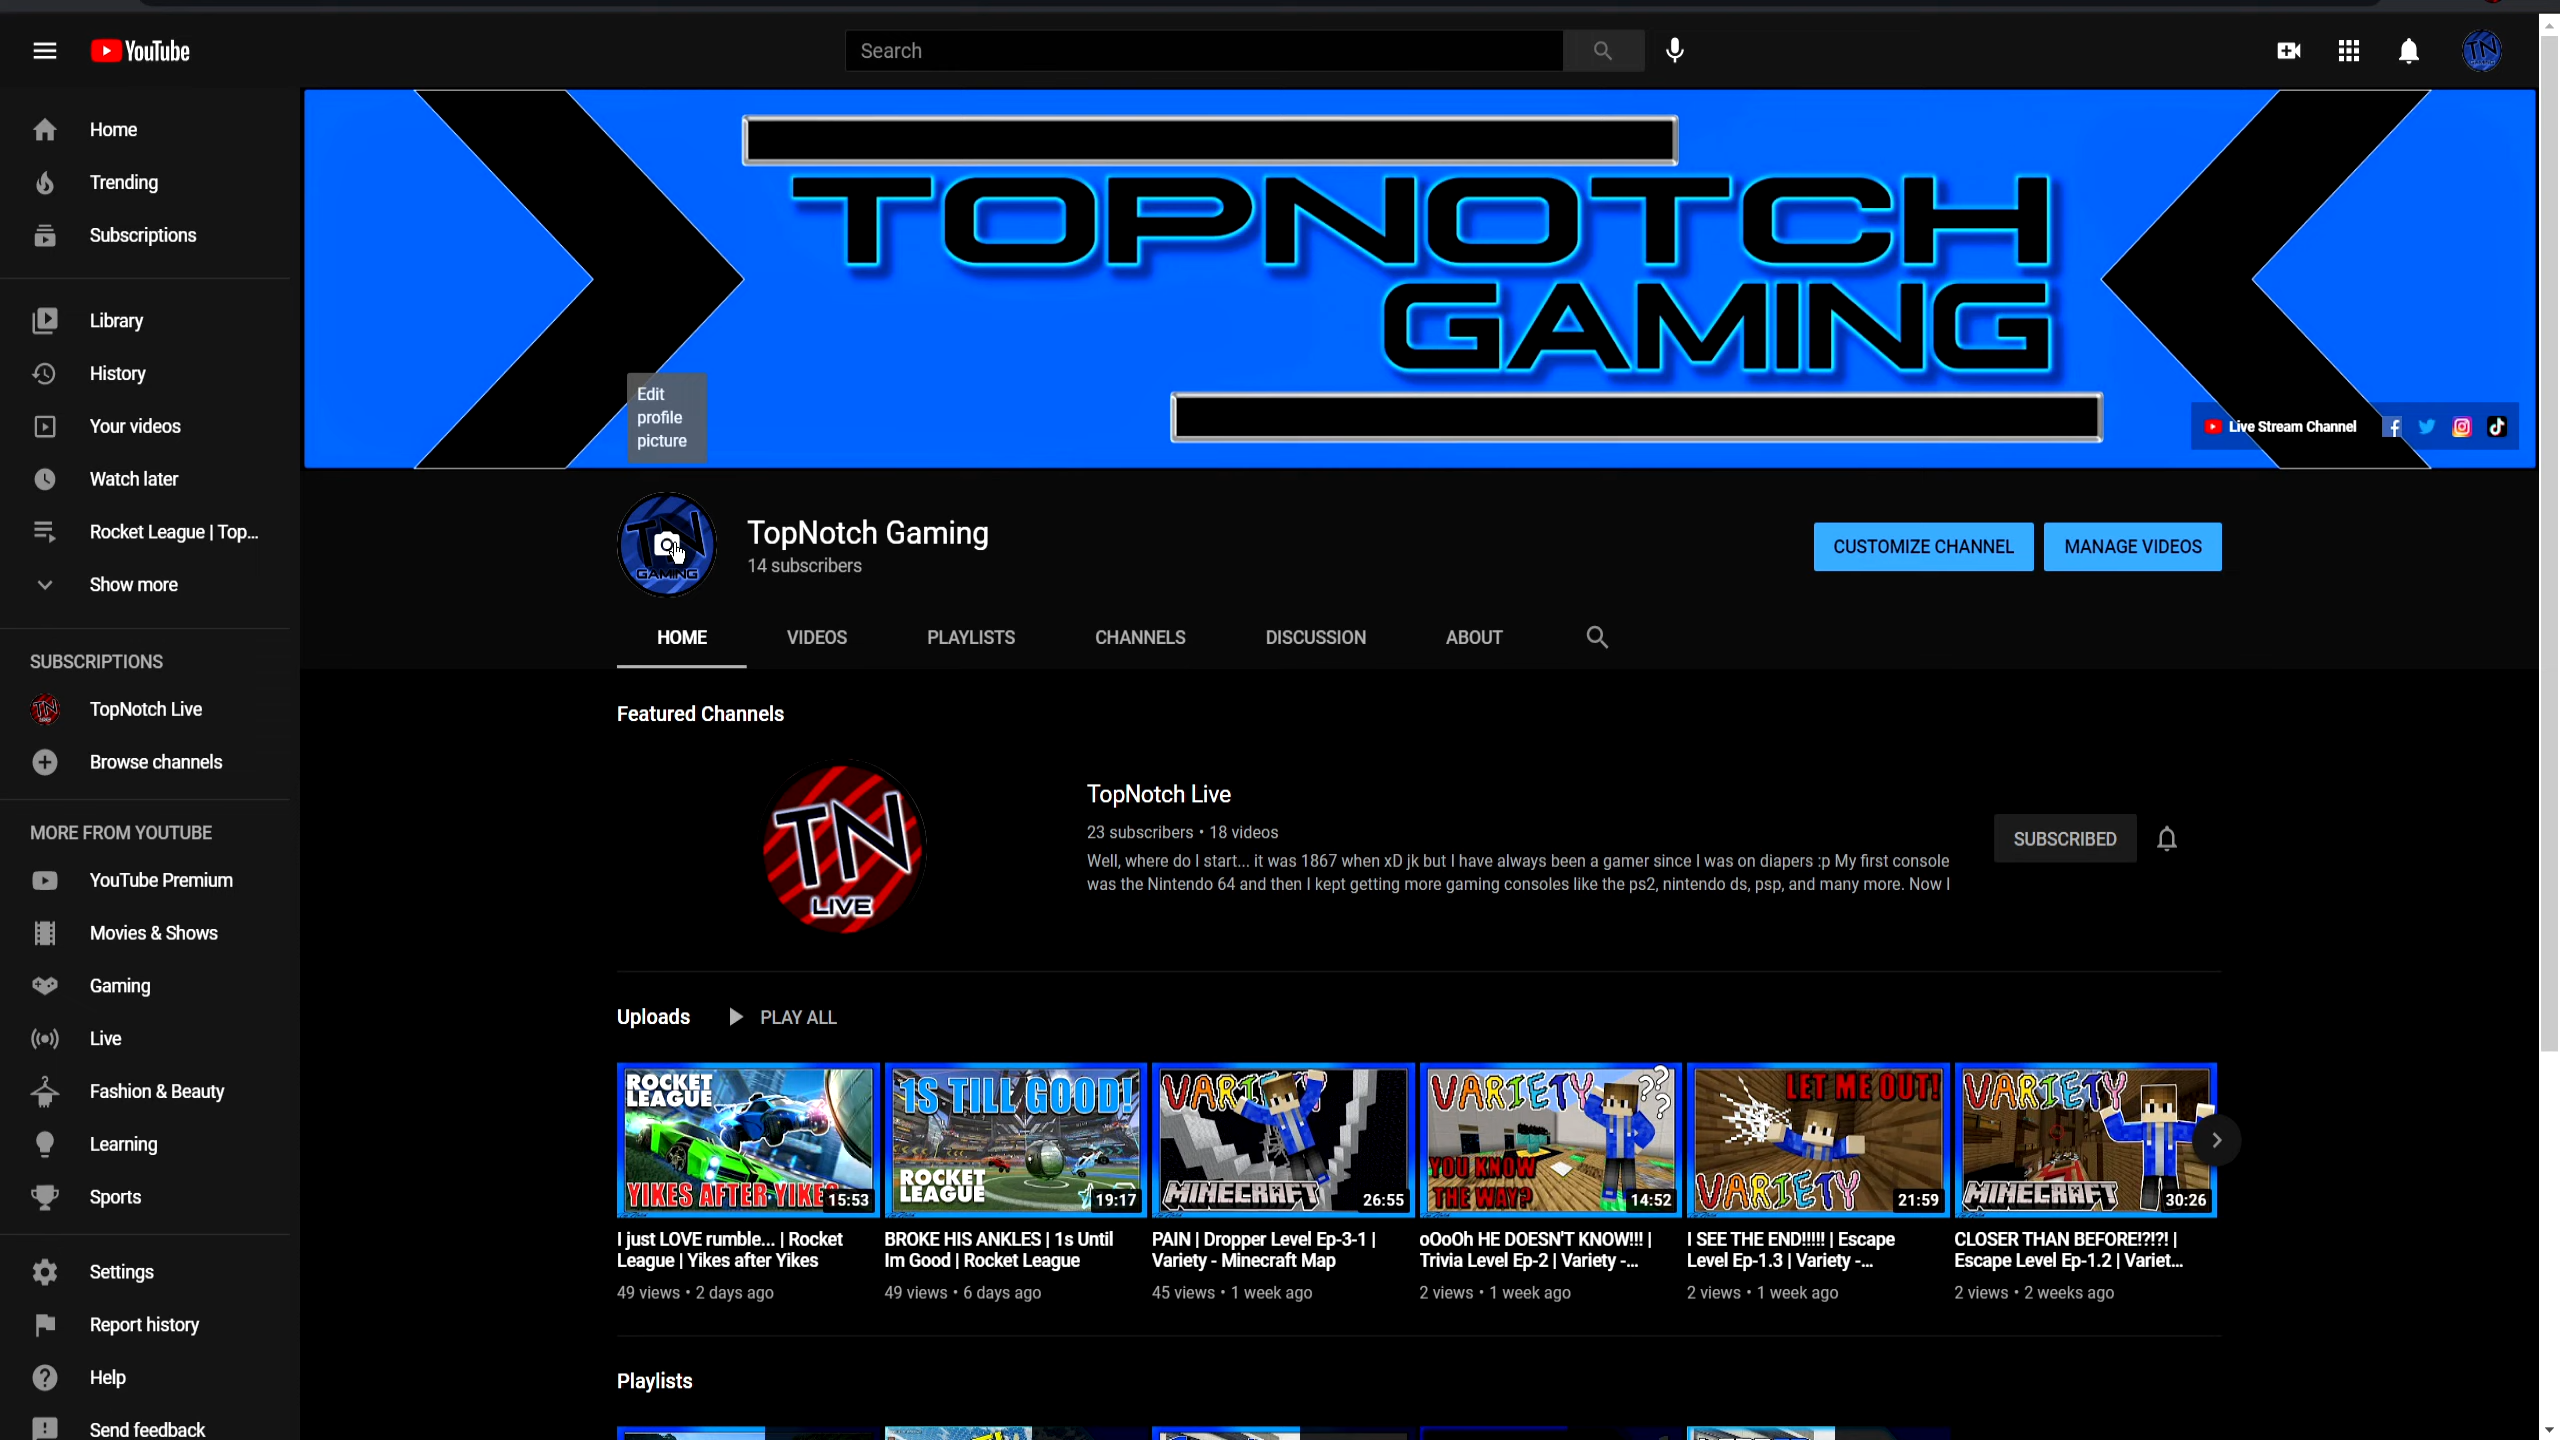 YouTube
Search
TN
Home
Trending
Subscriptions
Library
History
Your videos
Watch later
Rocket League | Top...
Show more
SUBSCRIPTIONS
TopNotch Live
Browse channels
MORE FROM YOUTUBE
YouTube Premium
Movies & Shows
Gaming
Live
Fashion & Beauty
Learning
Sports
Settings
Report history
Help
Send feedback
TOPNOTCH
GAMING
Edit
profile
picture
Live Stream Channel
TN
GAMING
TopNotch Gaming
14 subscribers
CUSTOMIZE CHANNEL
MANAGE VIDEOS
HOME
VIDEOS
PLAYLISTS
CHANNELS
DISCUSSION
ABOUT
Featured Channels
TN
LIVE
TopNotch Live
23 subscribers • 18 videos
Well, where do I start... it was 1867 when xD jk but I have always been a gamer since I was on diapers :p My first console
was the Nintendo 64 and then I kept getting more gaming consoles like the ps2, nintendo ds, psp, and many more. Now I
SUBSCRIBED
Uploads
PLAY ALL
ROCKET
LEAGUE
YIKES AFTER YIKES
15:53
I just LOVE rumble... | Rocket
League | Yikes after Yikes
49 views • 2 days ago
1S TILL GOOD!
ROCKET
LEAGUE
19:17
BROKE HIS ANKLES | 1s Until
Im Good | Rocket League
49 views • 6 days ago
VARIETY
MINECRAFT
26:55
PAIN | Dropper Level Ep-3-1 |
Variety - Minecraft Map
45 views • 1 week ago
VARIETY
???
YOU KNOW
THE WAY?
14:52
oOoOh HE DOESN'T KNOW!!! |
Trivia Level Ep-2 | Variety -...
2 views • 1 week ago
LET ME OUT!
VARIETY
21:59
I SEE THE END!!!!! | Escape
Level Ep-1.3 | Variety -...
2 views • 1 week ago
VARIETY
MINECRAFT
30:26
CLOSER THAN BEFORE!?!?! |
Escape Level Ep-1.2 | Variet...
2 views • 2 weeks ago
Playlists